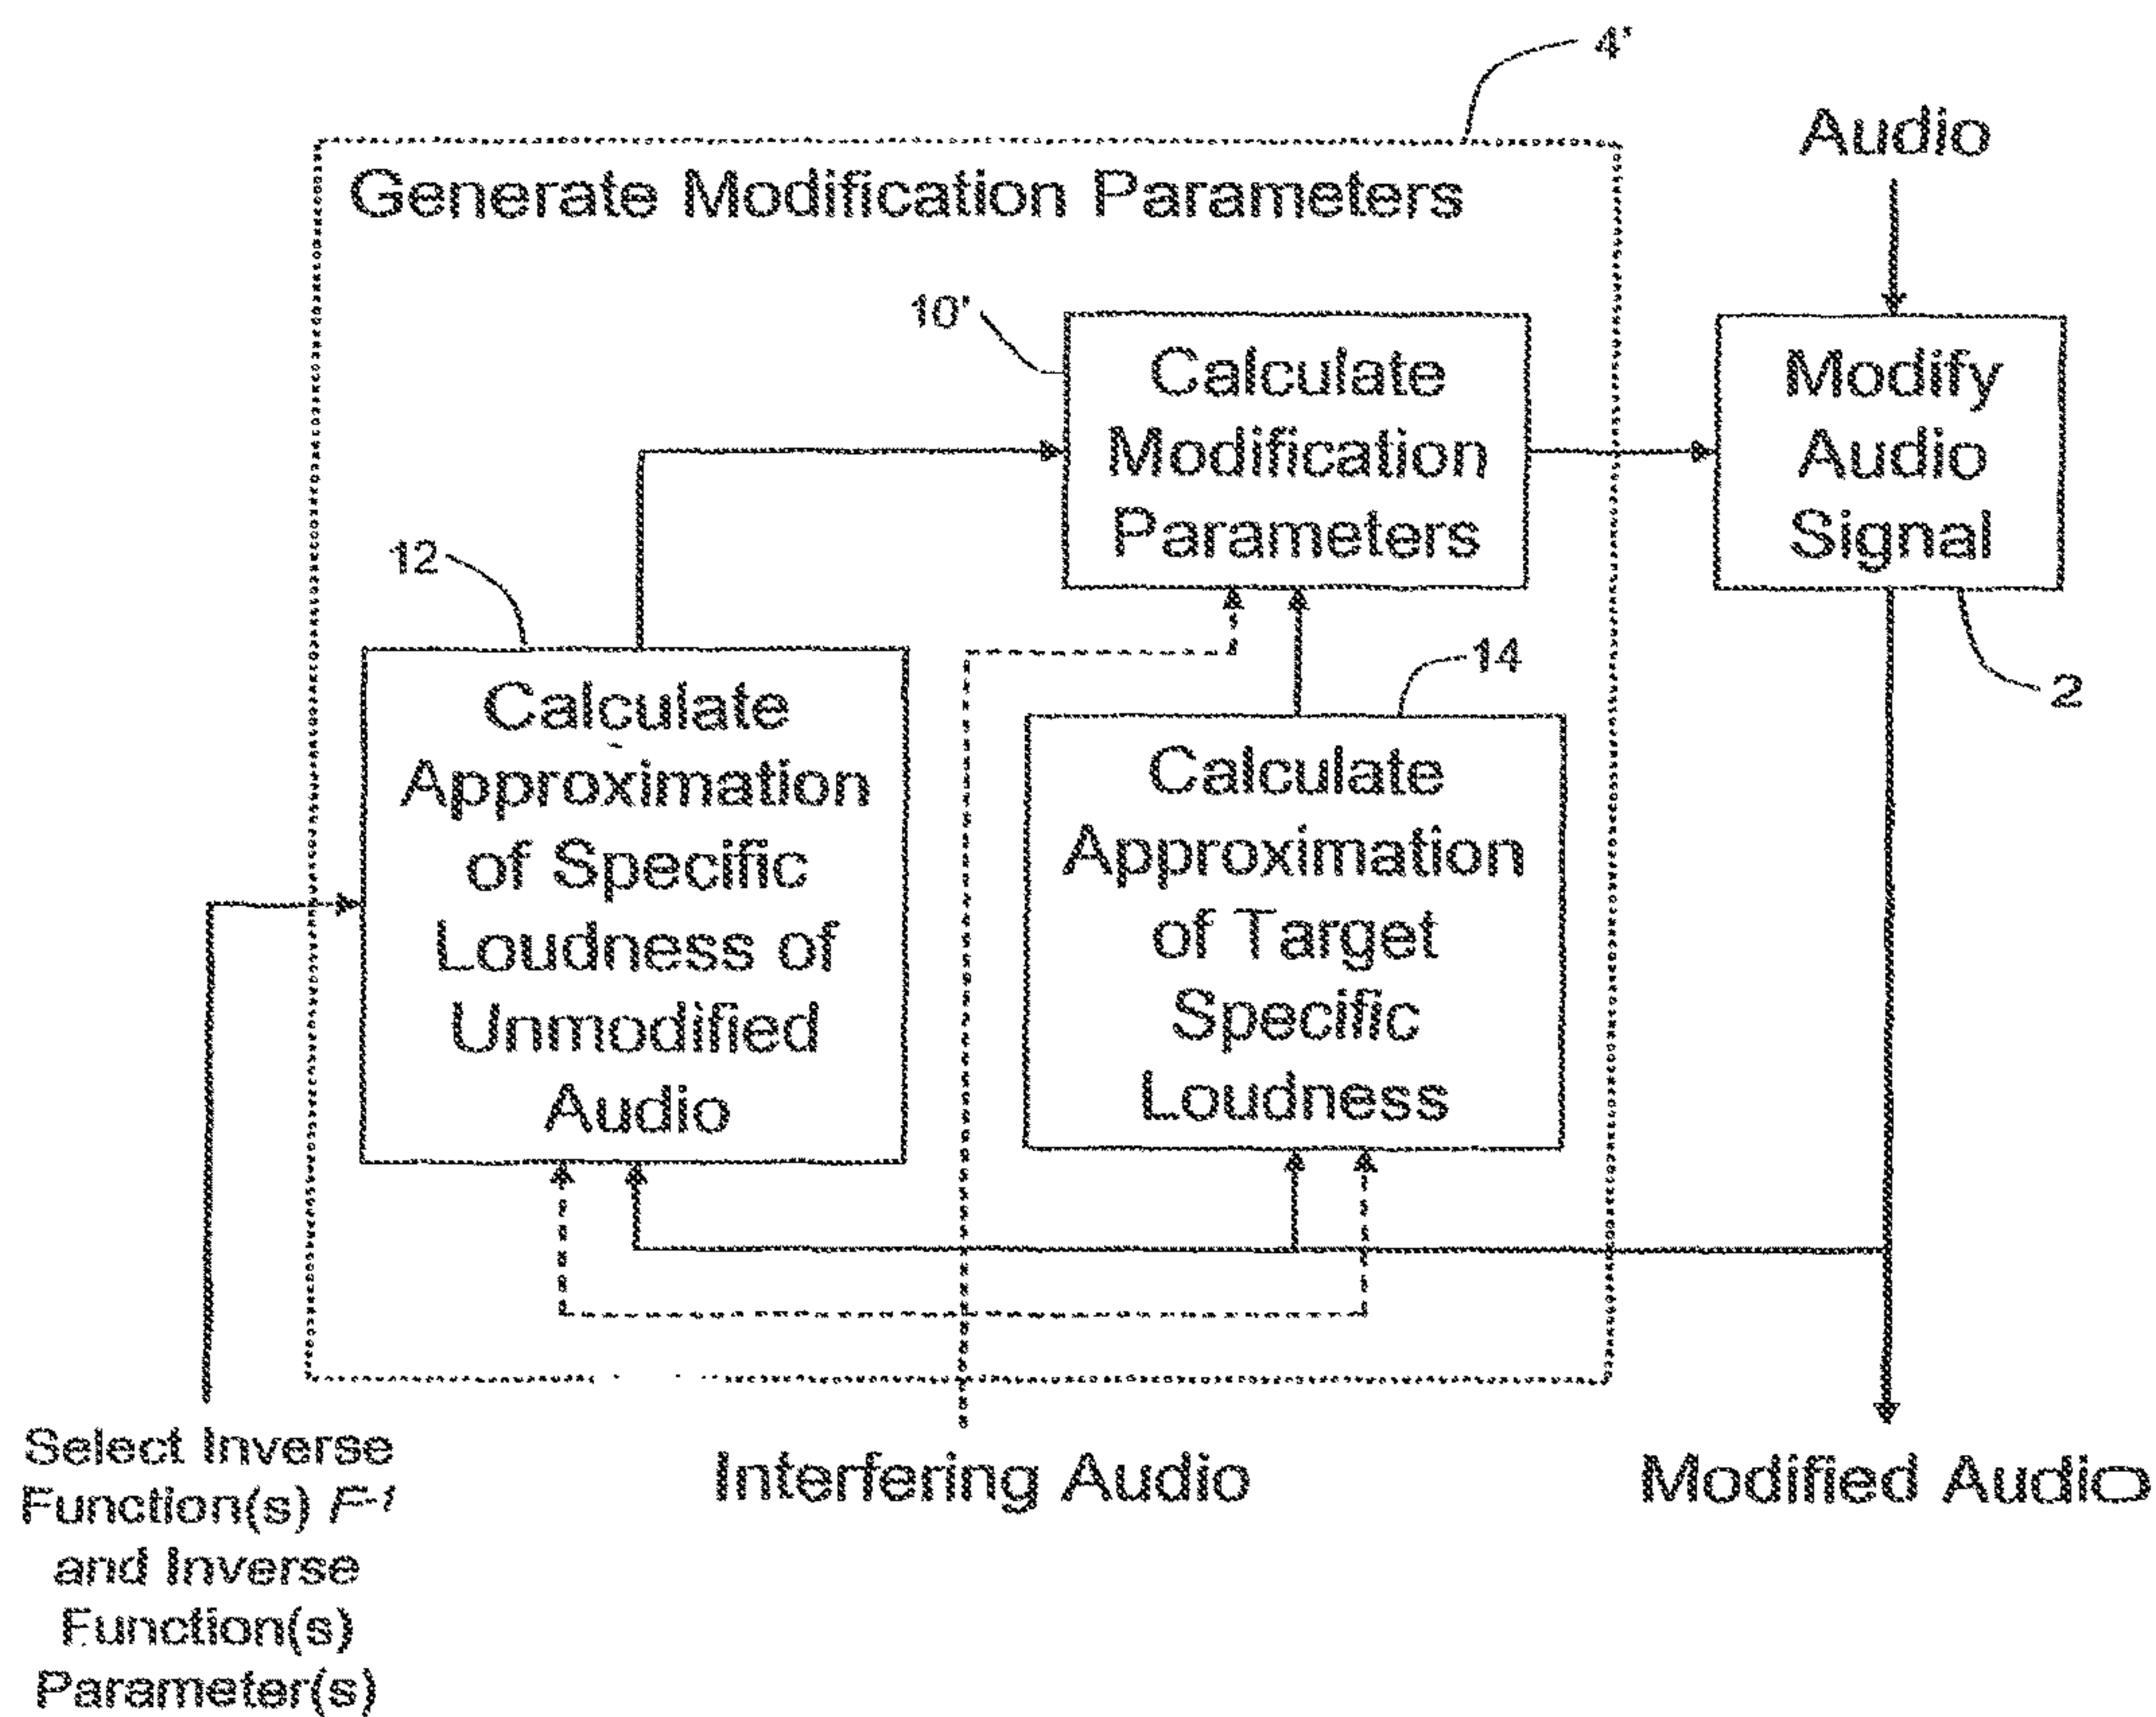 4'
Audio
Generate Modification Parameters
10'
Calculate
Modification
Parameters
Modify
Audio
Signal
12
14
2
Calculate
Approximation
of Specific
Loudness of
Unmodified
Audio
Calculate
Approximation
of Target
Specific
Loudness
Select Inverse
Function(s) F-1
and Inverse
Function(s)
Parameter(s)
Interfering Audio
Modified Audio